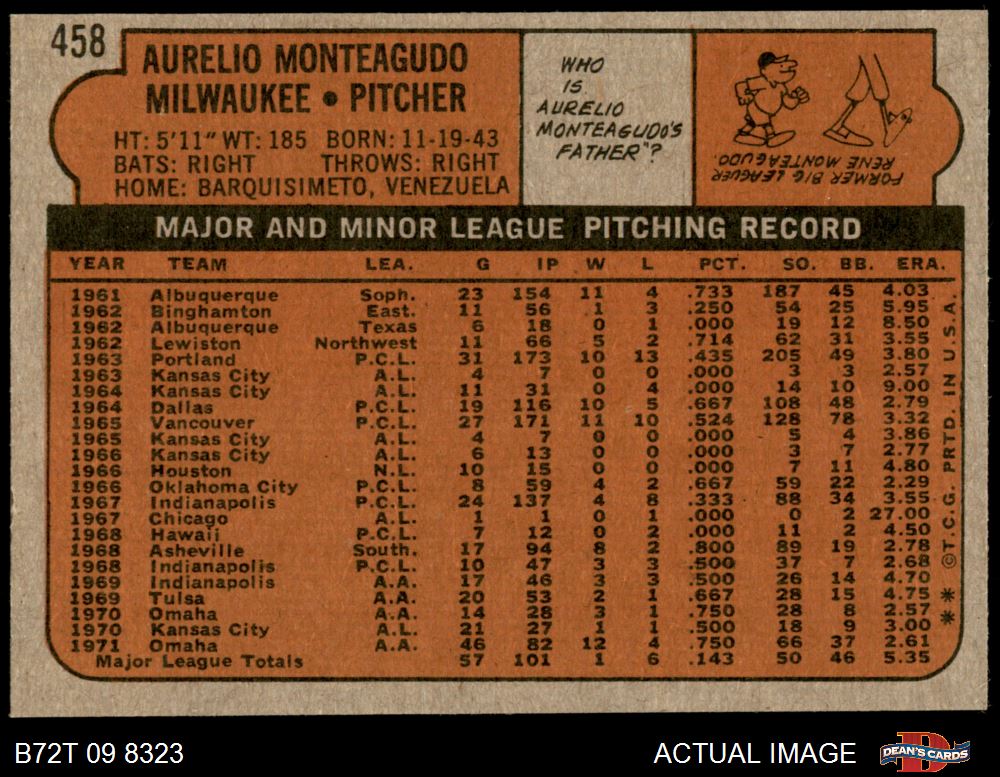 458
AURELIO MONTEAGUDO
MILWAUKEE • PITCHER
HT: 5'11" WT: 185 BORN: 11-19-43
BATS: RIGHT THROWS: RIGHT
HOME: BARQUISIMETO, VENEZUELA
WHO
IS
AURELIO
MONTEAGUDO'S
FATHER"?
FORMER BIG LEAGUER
RENE MONTEAGUDO.
MAJOR AND MINOR LEAGUE PITCHING RECORD
YEAR TEAM LEA. G IP W L PCT. SO. BB. ERA.
1961 Albuquerque Soph. 23 154 11 4 .733 187 45 4.03
1962 Binghamton East. 11 56 1 3 .250 54 25 5.95
1962 Albuquerque Texas 6 18 0 1 .000 19 12 8.50
1962 Lewiston Northwest 11 66 5 2 .714 62 31 3.55
1963 Portland P.C.L. 31 173 10 13 .435 205 49 3.80
1963 Kansas City A.L. 4 7 0 0 .000 3 3 2.57
1964 Kansas City A.L. 11 31 0 4 .000 14 10 9.00
1964 Dallas P.C.L. 19 116 10 5 .667 108 48 2.79
1965 Vancouver P.C.L. 27 171 11 10 .524 128 78 3.32
1965 Kansas City A.L. 4 7 0 0 .000 5 4 3.86
1966 Kansas City A.L. 6 13 0 0 .000 3 7 2.77
1966 Houston N.L. 10 15 0 0 .000 7 11 4.80
1966 Oklahoma City P.C.L. 8 59 4 2 .667 59 22 2.29
1967 Indianapolis P.C.L. 24 137 4 8 .333 88 34 3.55
1967 Chicago A.L. 1 1 0 1 .000 0 2 27.00
1968 Hawaii P.C.L. 7 12 0 2 .000 11 2 4.50
1968 Asheville South. 17 94 8 2 .800 89 19 2.78
1968 Indianapolis P.C.L. 10 47 3 3 .500 37 7 2.68
1969 Indianapolis A.A. 17 46 3 3 .500 26 14 4.70
1969 Tulsa A.A. 20 53 2 1 .667 28 15 4.75
1970 Omaha A.A. 14 28 3 1 .750 28 8 2.57
1970 Kansas City A.L. 21 27 1 1 .500 18 9 3.00
1971 Omaha A.A. 46 82 12 4 .750 66 37 2.61
Major League Totals 57 101 1 6 .143 50 46 5.35
** ©T.C.G. PRTD. IN U.S.A.
B72T 09 8323
ACTUAL IMAGE
D
DEAN'S CARDS